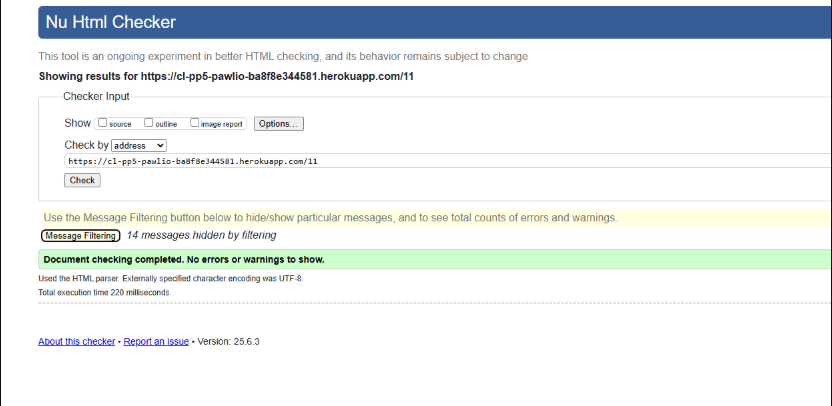 Nu Html Checker
This tool is an ongoing experiment in better HTML checking, and its behavior remains subject to change
Showing results for https://cl-pp5-pawlio-ba8f8e344581.herokuapp.com/11
Checker Input
Show source outline image report Options...
Check by address
https://cl-pp5-pawlio-ba8f8e344581.herokuapp.com/11
Check
Use the Message Filtering button below to hide/show particular messages, and to see total counts of errors and warnings.
Message Filtering 14 messages hidden by filtering
Document checking completed. No errors or warnings to show.
Used the HTML parser. Externally specified character encoding was UTF-8.
Total execution time 220 milliseconds.
About this checker • Report an issue • Version: 25.6.3